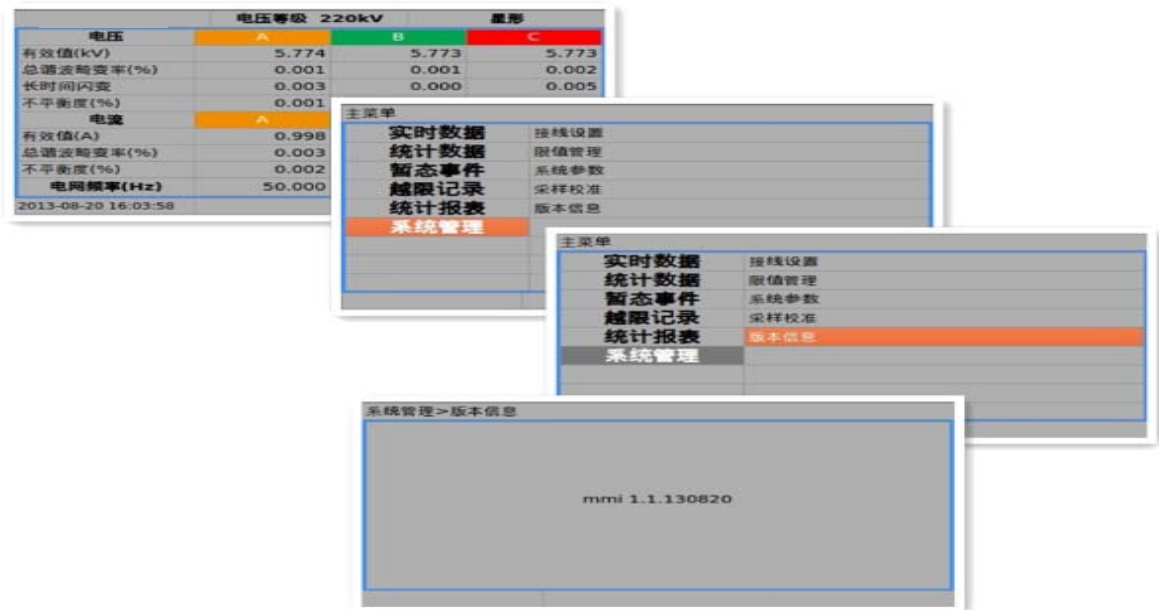 电压等级 220kV 星形
电压 A B C
有效值(kV) 5.774 5.773 5.773
总谐波畸变率(%) 0.001 0.001 0.002
长时间闪变 0.003 0.000 0.005
不平衡度(%) 0.001
电流 A
有效值(A) 0.998
总谐波畸变率(%) 0.003
不平衡度(%) 0.002
电网频率(Hz) 50.000
2013-08-20 16:03:58
主菜单
实时数据 接线设置
统计数据 限值管理
暂态事件 系统参数
越限记录 采样校准
统计报表 版本信息
系统管理
主菜单
实时数据 接线设置
统计数据 限值管理
暂态事件 系统参数
越限记录 采样校准
统计报表 版本信息
系统管理
系统管理>版本信息
mmi 1.1.130820